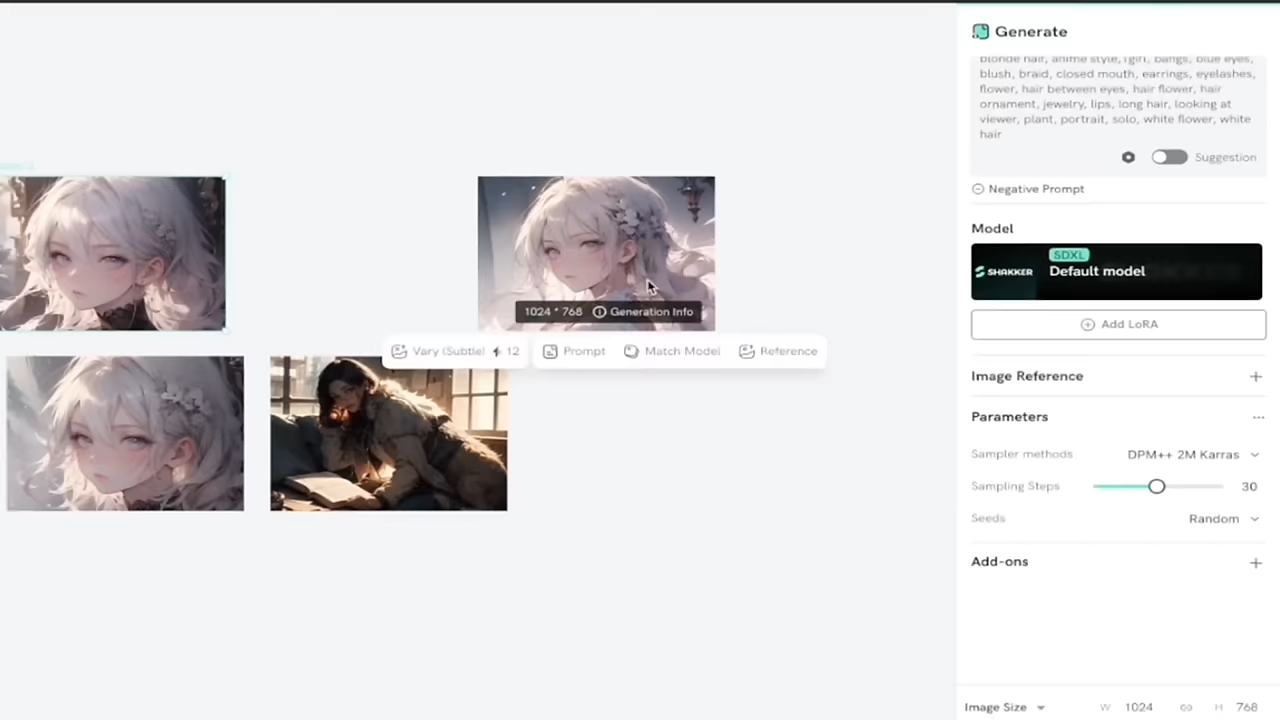 Generate
blonde hair, anime style, 1girl, bangs, blue eyes,
blush, braid, closed mouth, earrings, eyelashes,
flower, hair between eyes, hair flower, hair
ornament, jewelry, lips, long hair, looking at
viewer, plant, portrait, solo, white flower, white
hair
Suggestion
Negative Prompt
Model
SDXL
SHAKKER
Default model
Add LoRA
1024 * 768 Generation Info
Vary (Subtle) 12 Prompt Match Model Reference
Image Reference
Parameters
Sampler methods DPM++ 2M Karras
Sampling Steps 30
Seeds Random
Add-ons
Image Size W 1024 H 768